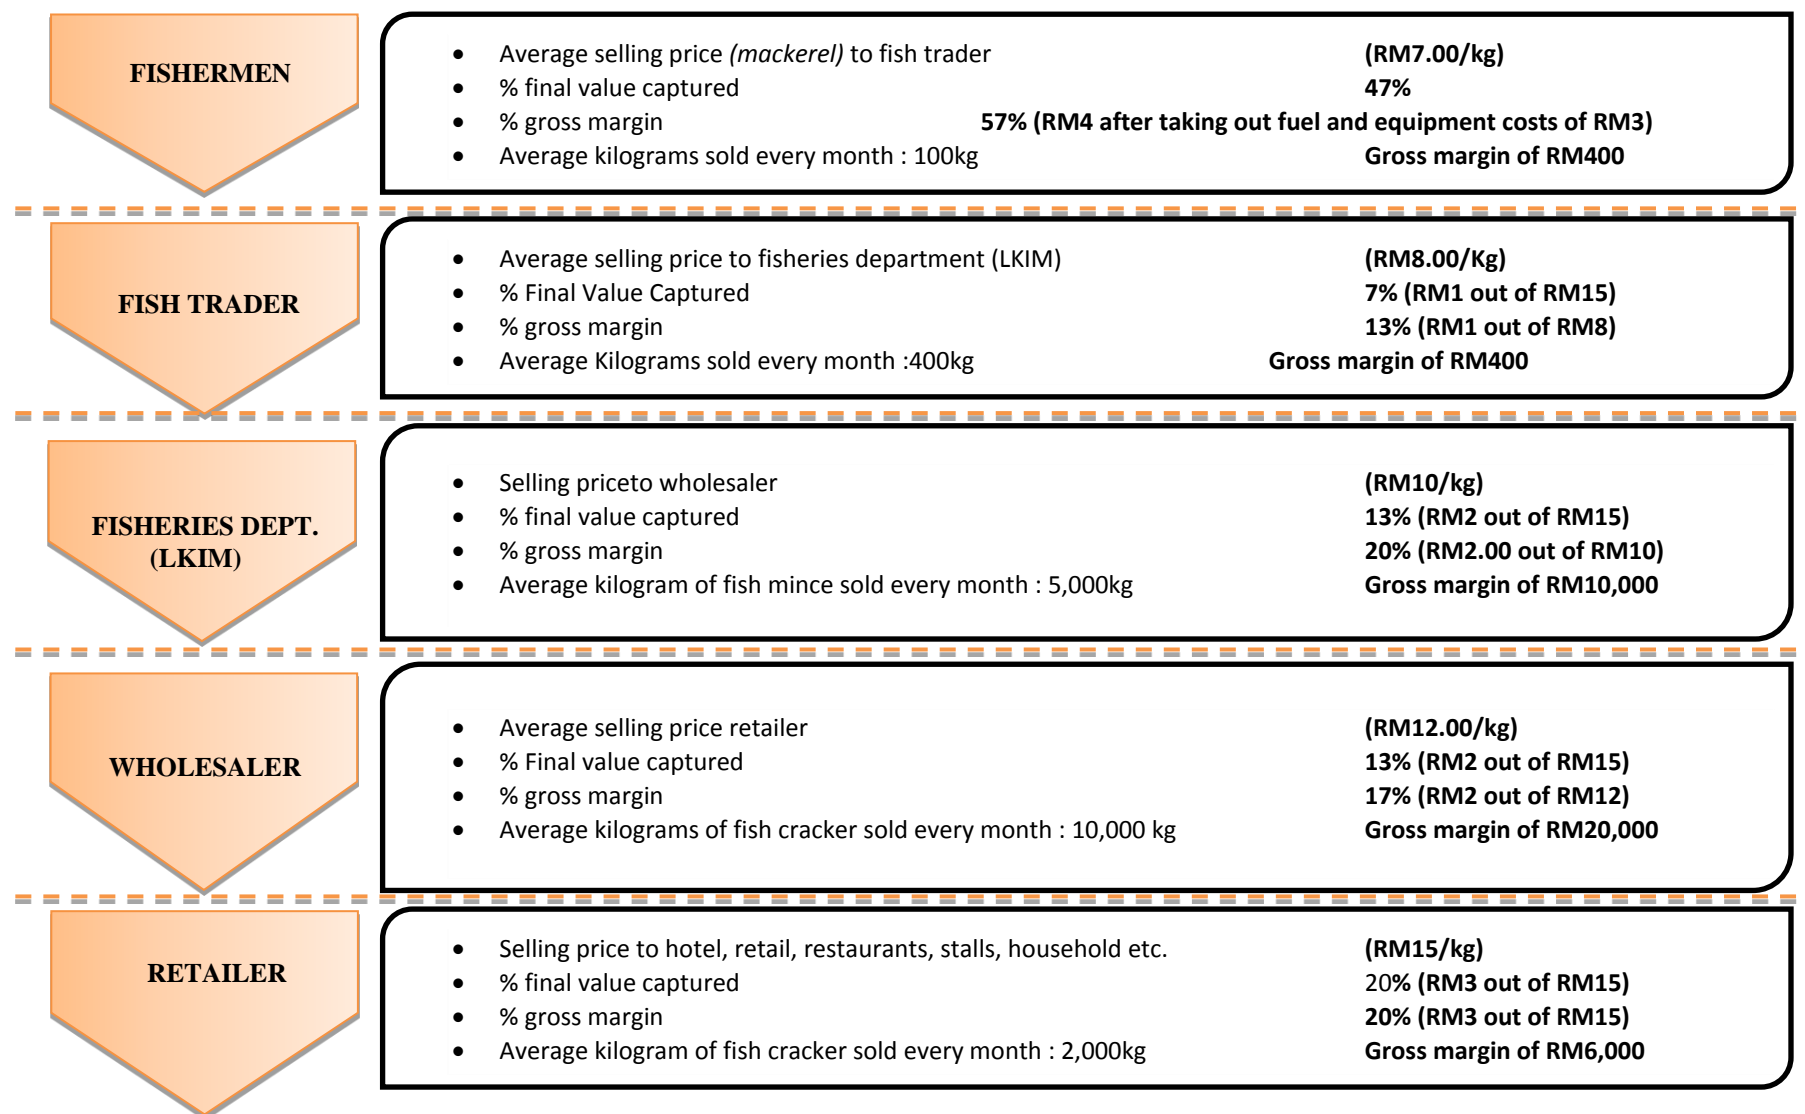 FISHERMEN
• Average selling price (mackerel) to fish trader (RM7.00/kg)
• % final value captured 47%
• % gross margin 57% (RM4 after taking out fuel and equipment costs of RM3)
• Average kilograms sold every month : 100kg Gross margin of RM400
FISH TRADER
• Average selling price to fisheries department (LKIM) (RM8.00/Kg)
• % Final Value Captured 7% (RM1 out of RM15)
• % gross margin 13% (RM1 out of RM8)
• Average Kilograms sold every month :400kg Gross margin of RM400
FISHERIES DEPT.
(LKIM)
• Selling priceto wholesaler (RM10/kg)
• % final value captured 13% (RM2 out of RM15)
• % gross margin 20% (RM2.00 out of RM10)
• Average kilogram of fish mince sold every month : 5,000kg Gross margin of RM10,000
WHOLESALER
• Average selling price retailer (RM12.00/kg)
• % Final value captured 13% (RM2 out of RM15)
• % gross margin 17% (RM2 out of RM12)
• Average kilograms of fish cracker sold every month : 10,000 kg Gross margin of RM20,000
RETAILER
• Selling price to hotel, retail, restaurants, stalls, household etc. (RM15/kg)
• % final value captured 20% (RM3 out of RM15)
• % gross margin 20% (RM3 out of RM15)
• Average kilogram of fish cracker sold every month : 2,000kg Gross margin of RM6,000